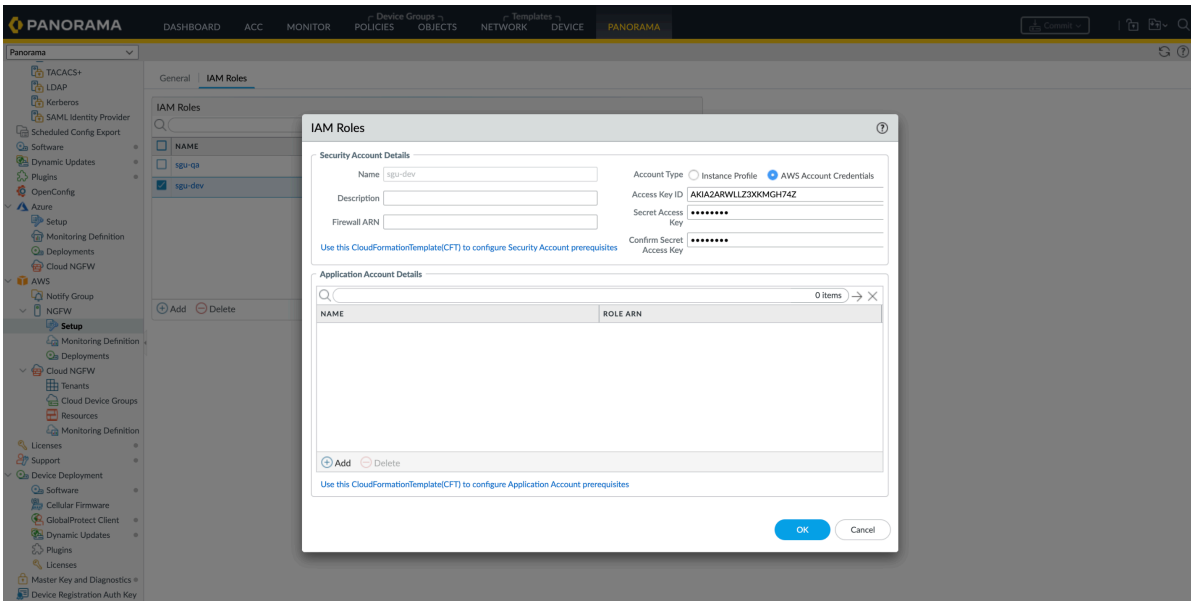 PANORAMA
DASHBOARD ACC MONITOR POLICIES OBJECTS NETWORK DEVICE PANORAMA
Device Groups Templates
Commit
Panorama
TACACS+
LDAP
Kerberos
SAML Identity Provider
Scheduled Config Export
Software
Dynamic Updates
Plugins
OpenConfig
Azure
Setup
Monitoring Definition
Deployments
Cloud NGFW
AWS
Notify Group
NGFW
Setup
Monitoring Definition
Deployments
Cloud NGFW
Tenants
Cloud Device Groups
Resources
Monitoring Definition
Licenses
Support
Device Deployment
Software
Cellular Firmware
GlobalProtect Client
Dynamic Updates
Plugins
Licenses
Master Key and Diagnostics
Device Registration Auth Key
General IAM Roles
IAM Roles
NAME
sgu-qa
sgu-dev
Add Delete
IAM Roles
Security Account Details
Name sgu-dev
Description
Firewall ARN
Use this CloudFormationTemplate(CFT) to configure Security Account prerequisites
Account Type Instance Profile AWS Account Credentials
Access Key ID AKIA2ARWLLZ3XKMGH74Z
Secret Access Key ••••••••
Confirm Secret Access Key ••••••••
Application Account Details
0 items
NAME ROLE ARN
Add Delete
Use this CloudFormationTemplate(CFT) to configure Application Account prerequisites
OK Cancel